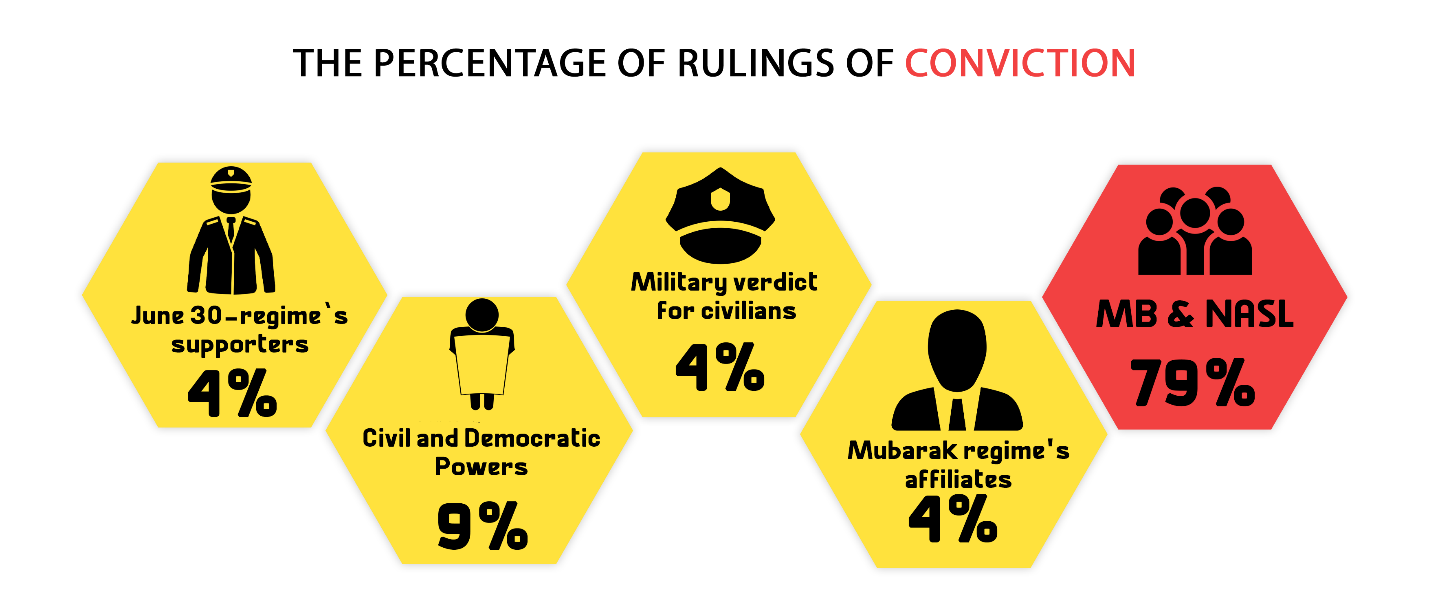 THE PERCENTAGE OF RULINGS OF CONVICTION
June 30-regime`s
supporters
4%
Civil and Democratic
Powers
9%
Military verdict
for civilians
4%
Mubarak regime's
affiliates
4%
MB & NASL
79%